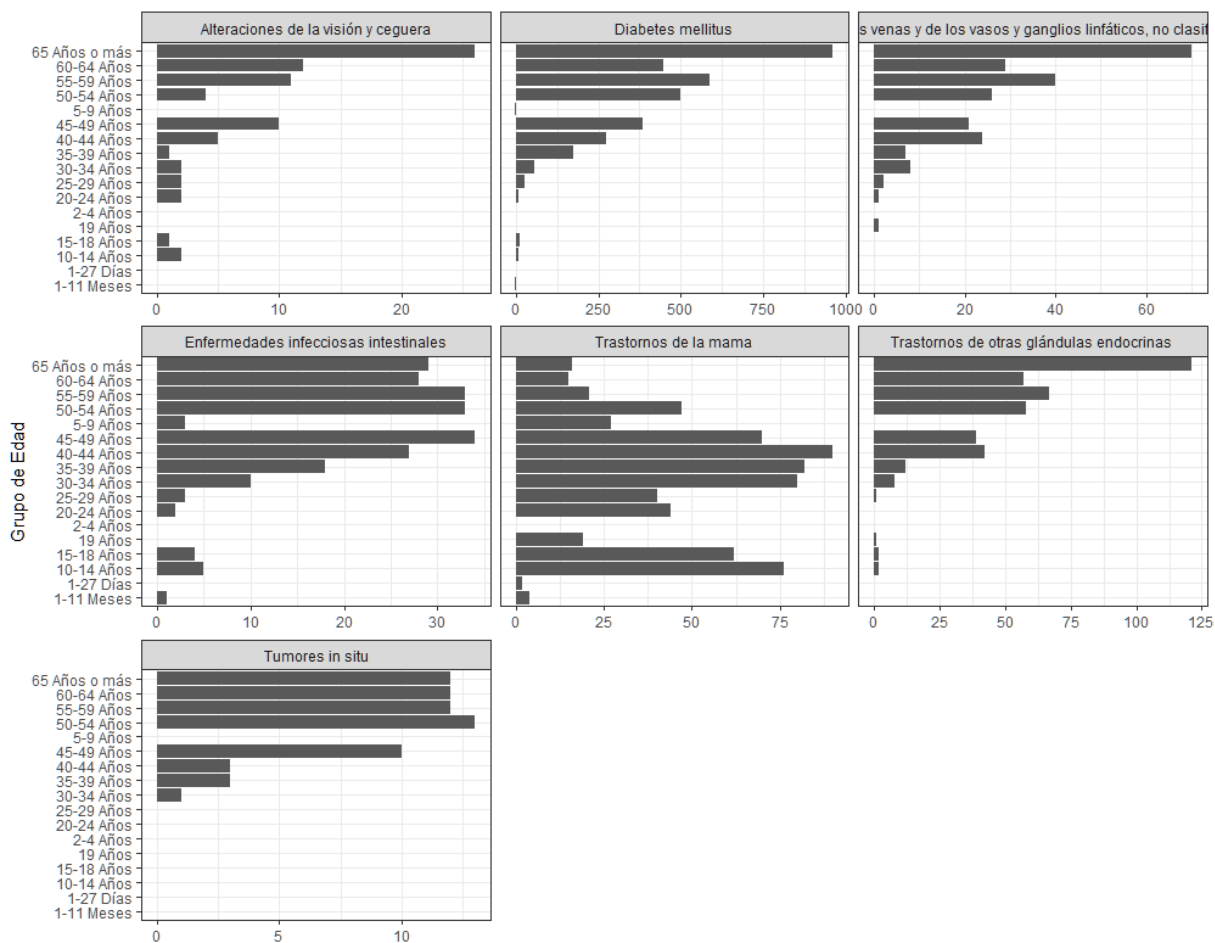 Alteraciones de la visión y ceguera
Diabetes mellitus
s venas y de los vasos y ganglios linfáticos, no clasif
65 Años o más
60-64 Años
55-59 Años
50-54 Años
5-9 Años
45-49 Años
40-44 Años
35-39 Años
30-34 Años
25-29 Años
20-24 Años
2-4 Años
19 Años
15-18 Años
10-14 Años
1-27 Días
1-11 Meses
0 10 20
0 250 500 750 1000
0 20 40 60
Enfermedades infecciosas intestinales
Trastornos de la mama
Trastornos de otras glándulas endocrinas
Grupo de Edad
65 Años o más
60-64 Años
55-59 Años
50-54 Años
5-9 Años
45-49 Años
40-44 Años
35-39 Años
30-34 Años
25-29 Años
20-24 Años
2-4 Años
19 Años
15-18 Años
10-14 Años
1-27 Días
1-11 Meses
0 10 20 30
0 25 50 75
0 25 50 75 100 125
Tumores in situ
65 Años o más
60-64 Años
55-59 Años
50-54 Años
5-9 Años
45-49 Años
40-44 Años
35-39 Años
30-34 Años
25-29 Años
20-24 Años
2-4 Años
19 Años
15-18 Años
10-14 Años
1-27 Días
1-11 Meses
0 5 10